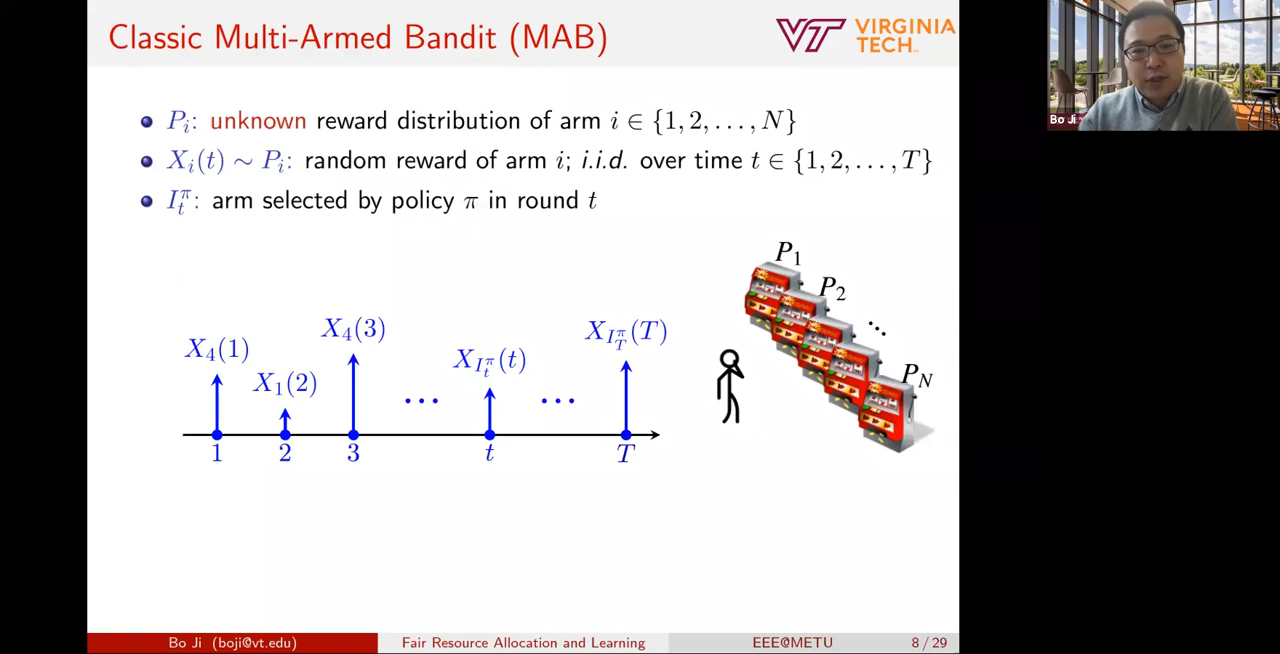 Classic Multi-Armed Bandit (MAB)
VT VIRGINIA TECH™
• P_i: unknown reward distribution of arm i ∈ {1, 2, . . . , N}
• X_i(t) ∼ P_i: random reward of arm i; i.i.d. over time t ∈ {1, 2, . . . , T}
• I_t^π: arm selected by policy π in round t
X_4(1)
X_1(2)
X_4(3)
...
X_{I_t^π}(t)
...
X_{I_T^π}(T)
1 2 3 t T
P_1
P_2
...
P_N
Bo Ji
Bo Ji (boji@vt.edu) Fair Resource Allocation and Learning EEE@METU 8 / 29